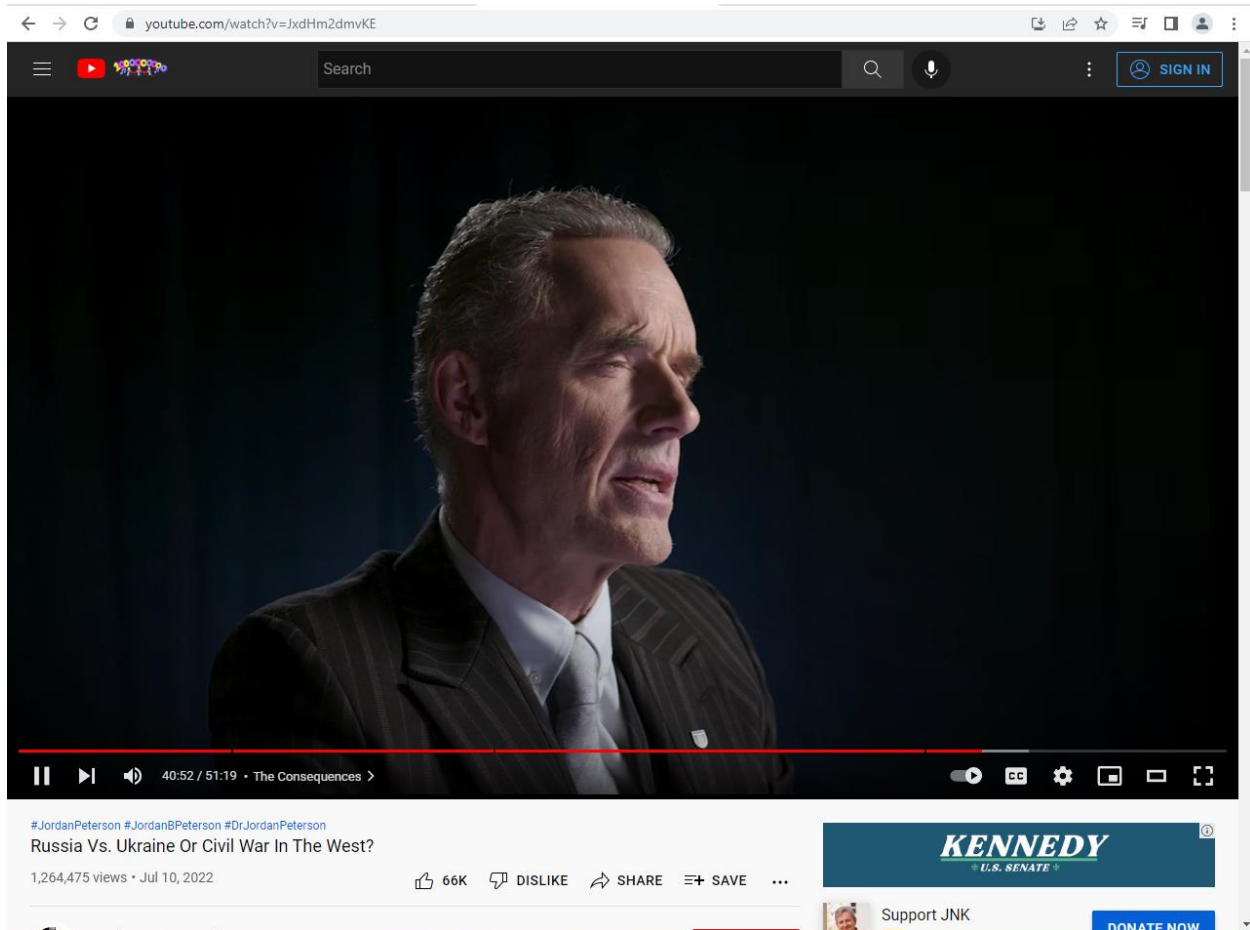 youtube.com/watch?v=JxdHm2dmvKE
Search
SIGN IN
40:52 / 51:19 • The Consequences >
CC
#JordanPeterson #JordanBPeterson #DrJordanPeterson
Russia Vs. Ukraine Or Civil War In The West?
1,264,475 views • Jul 10, 2022
66K DISLIKE SHARE SAVE ...
KENNEDY
U.S. SENATE
Support JNK
DONATE NOW